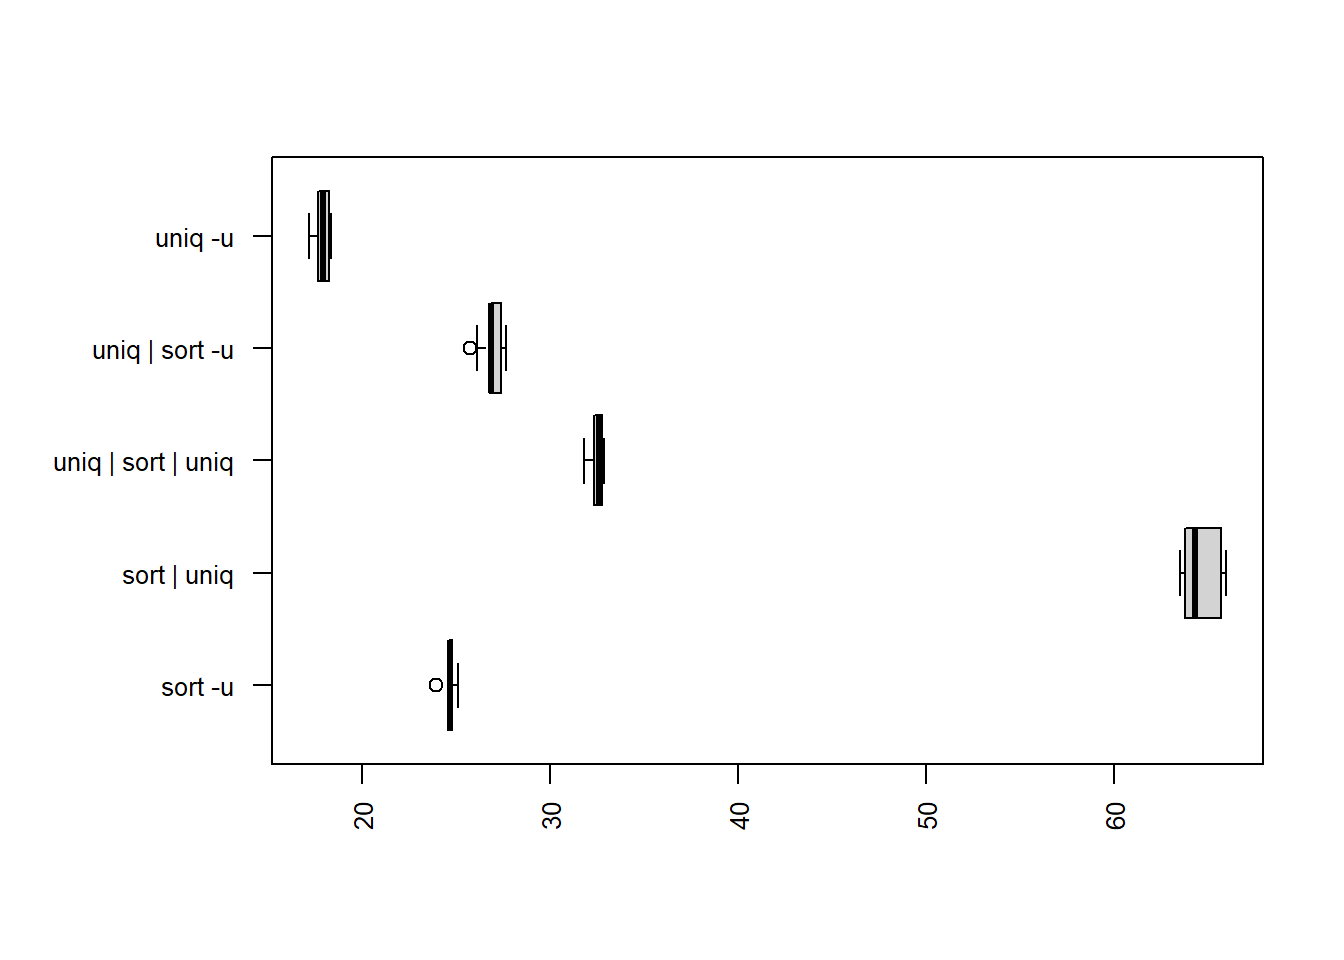 uniq -u
uniq | sort -u
uniq | sort | uniq
sort | uniq
sort -u
20 30 40 50 60